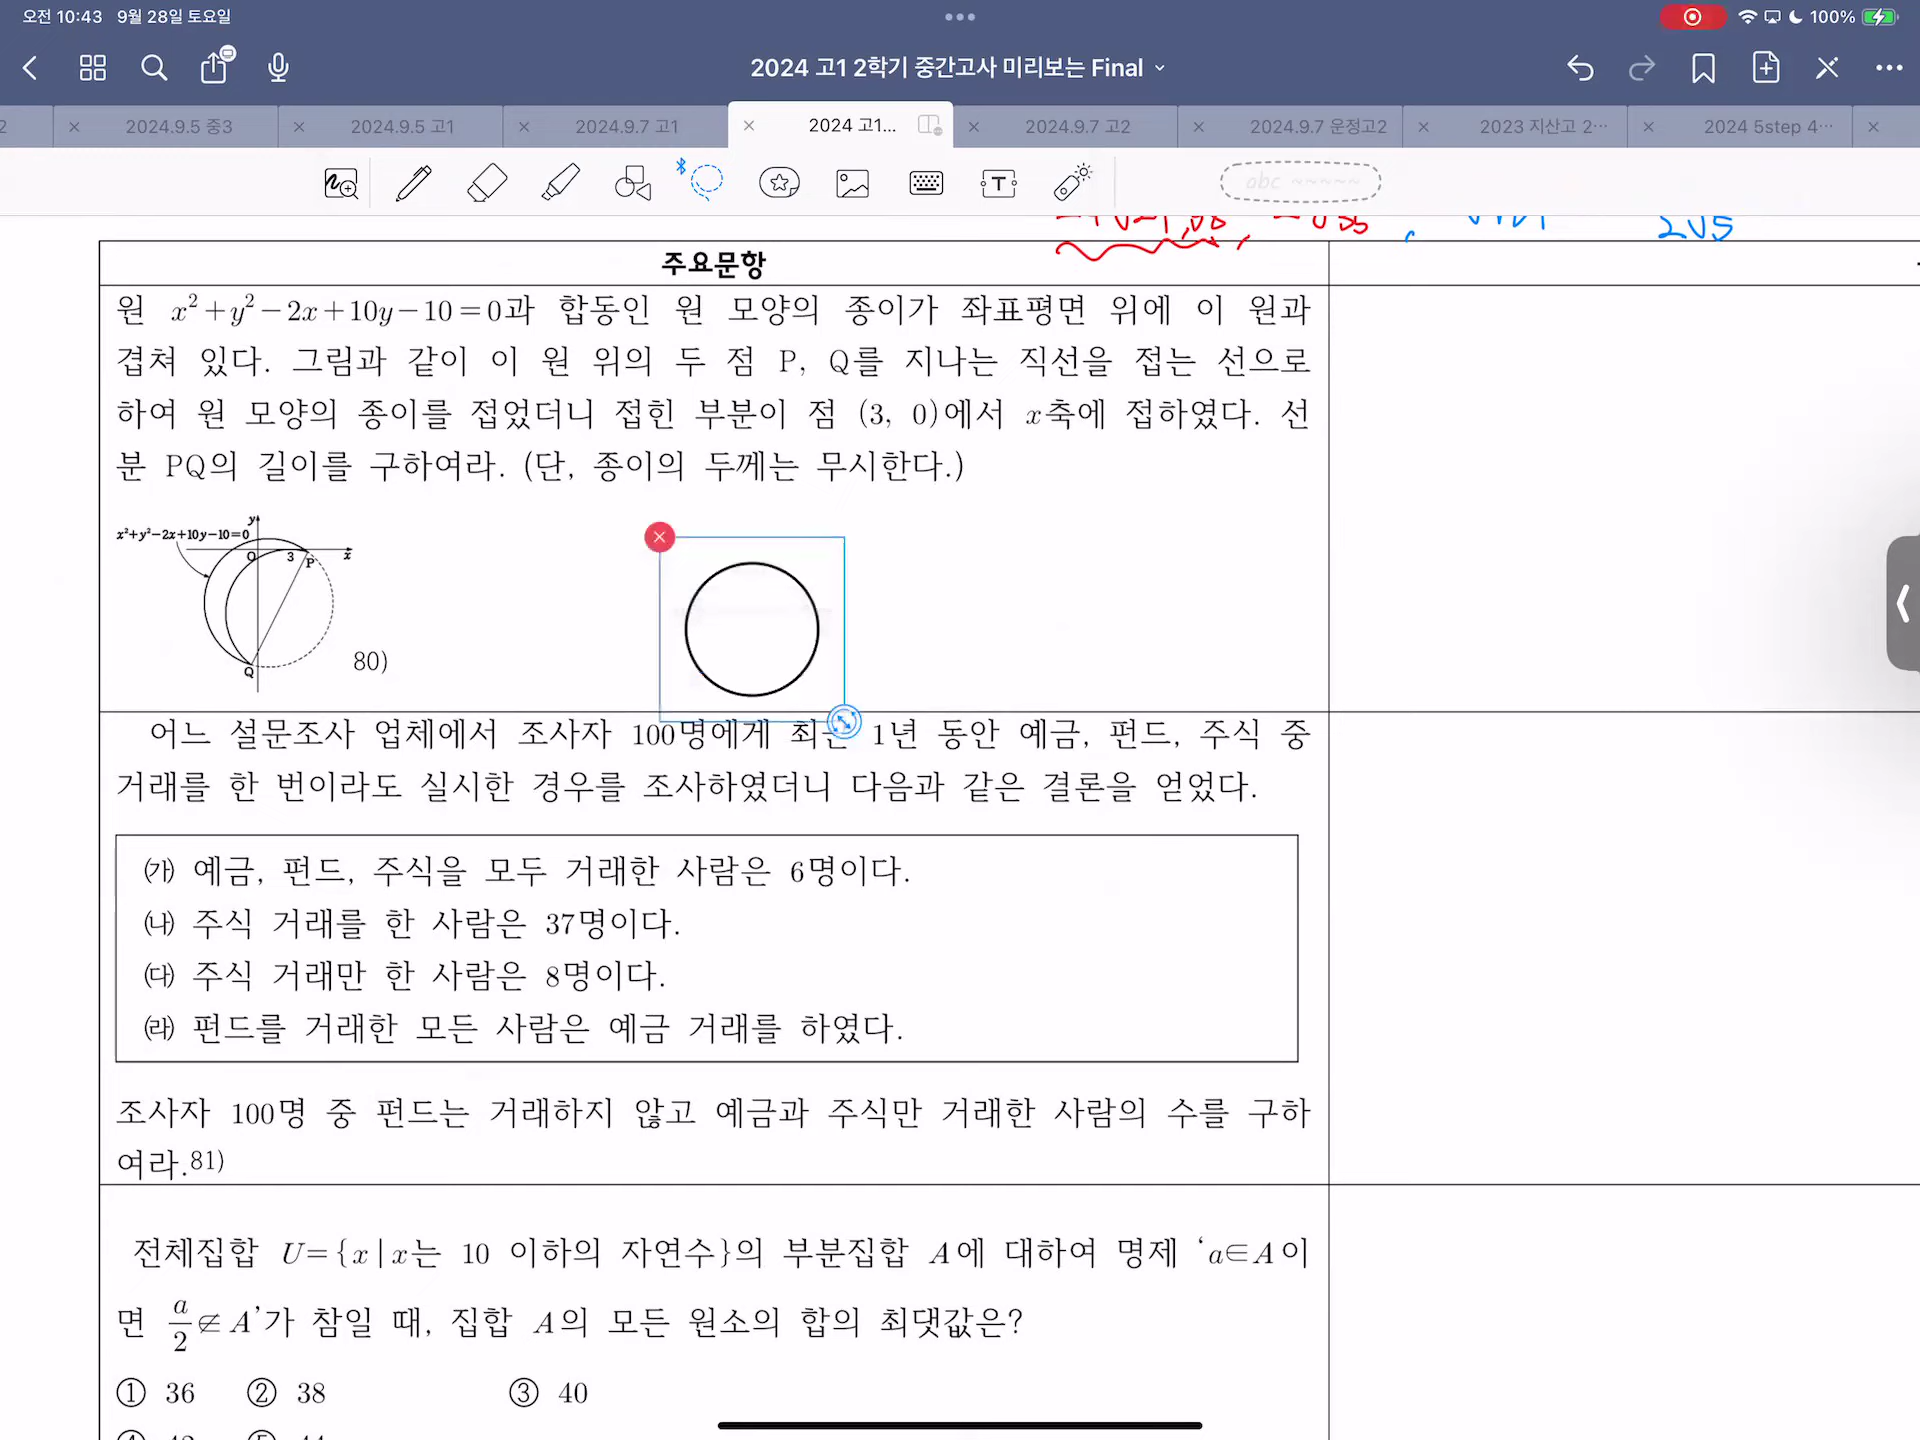 오전 10:43 9월 28일 토요일
100%
2024 고1 2학기 중간고사 미리보는 Final
2
2024.9.5 중3
2024.9.5 고1
2024.9.7 고1
2024 고1...
2024.9.7 고2
2024.9.7 운정고2
2023 지산고 2…
2024 5step 4…
abc ~~~~~
주요문항
원 x²+y²−2x+10y−10=0과 합동인 원 모양의 종이가 좌표평면 위에 이 원과
겹쳐 있다. 그림과 같이 이 원 위의 두 점 P, Q를 지나는 직선을 접는 선으로
하여 원 모양의 종이를 접었더니 접힌 부분이 점 (3, 0)에서 x축에 접하였다. 선
분 PQ의 길이를 구하여라. (단, 종이의 두께는 무시한다.)
y
x²+y²−2x+10y−10=0
O 3 P x
Q
80)
어느 설문조사 업체에서 조사자 100명에게 최근 1년 동안 예금, 펀드, 주식 중
거래를 한 번이라도 실시한 경우를 조사하였더니 다음과 같은 결론을 얻었다.
㈎ 예금, 펀드, 주식을 모두 거래한 사람은 6명이다.
㈏ 주식 거래를 한 사람은 37명이다.
㈐ 주식 거래만 한 사람은 8명이다.
㈑ 펀드를 거래한 모든 사람은 예금 거래를 하였다.
조사자 100명 중 펀드는 거래하지 않고 예금과 주식만 거래한 사람의 수를 구하
여라.81)
전체집합 U={x|x는 10 이하의 자연수}의 부분집합 A에 대하여 명제 ‘a∈A이
면 a/2∉A’가 참일 때, 집합 A의 모든 원소의 합의 최댓값은?
① 36 ② 38 ③ 40